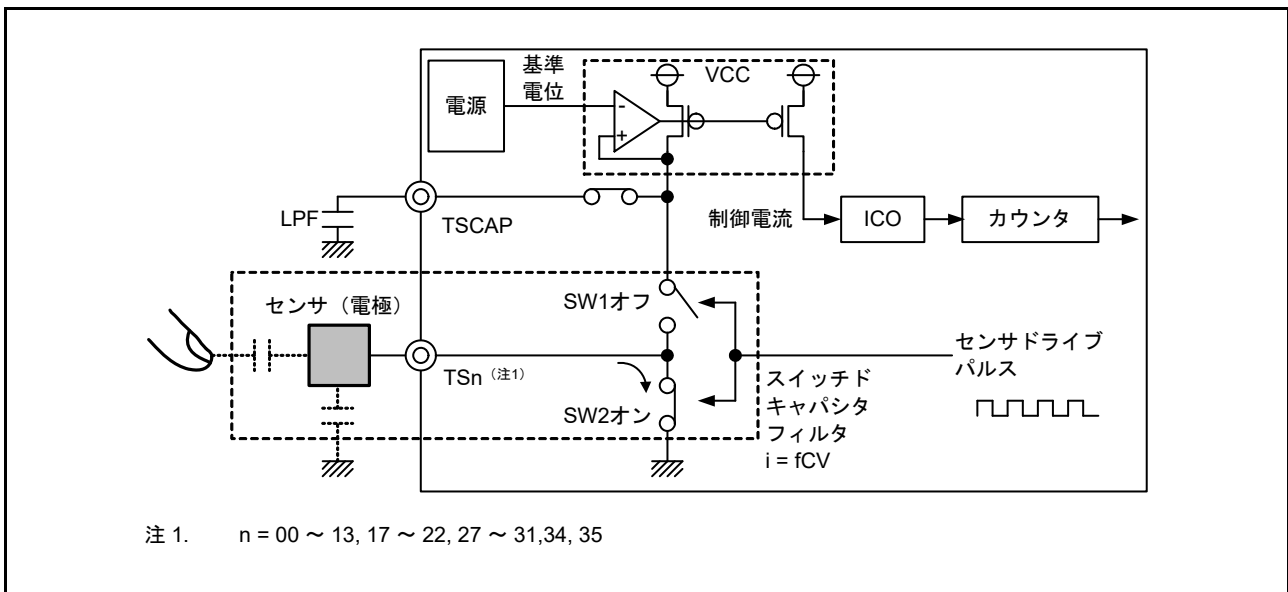 電源
基準
電位
VCC
-
+
LPF
TSCAP
制御電流
ICO
カウンタ
センサ（電極）
SW1オフ
TSn（注1）
SW2オン
スイッチド
キャパシタ
フィルタ
i = fCV
センサドライブ
パルス
注 1. n = 00 ～ 13, 17 ～ 22, 27 ～ 31,34, 35